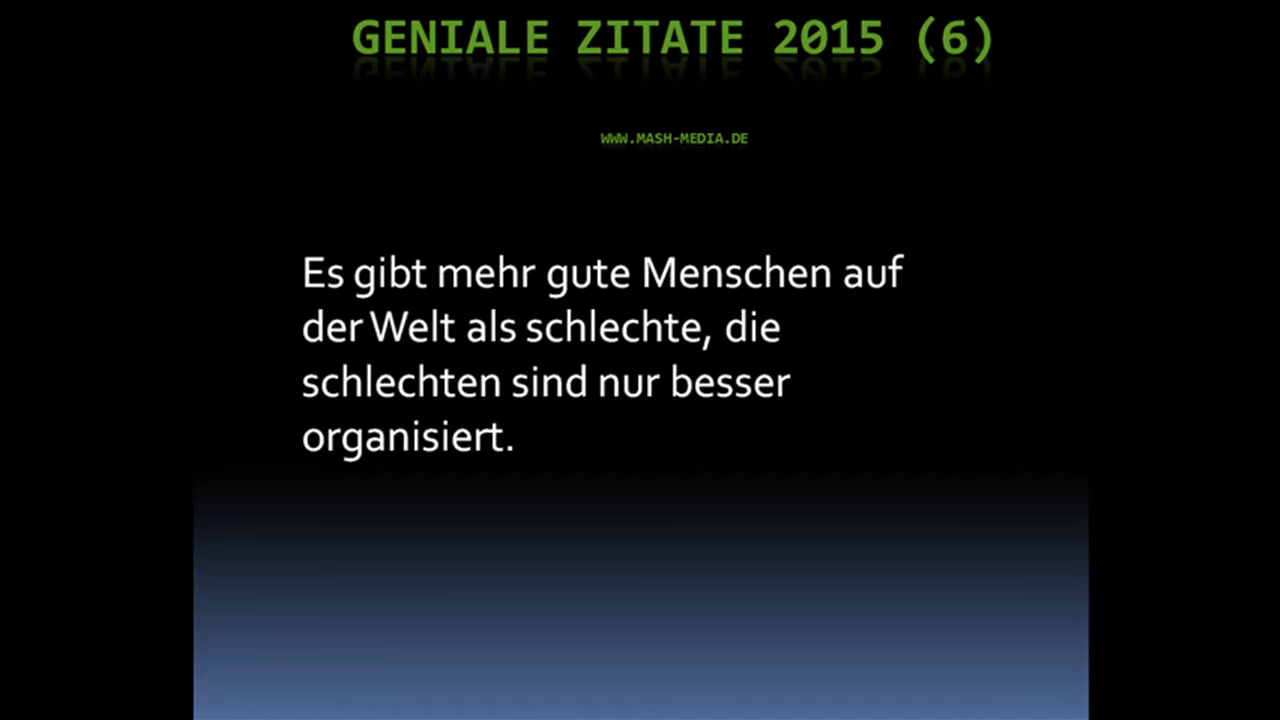 GENIALE ZITATE 2015 (6)
WWW.MASH-MEDIA.DE
Es gibt mehr gute Menschen auf
der Welt als schlechte, die
schlechten sind nur besser
organisiert.